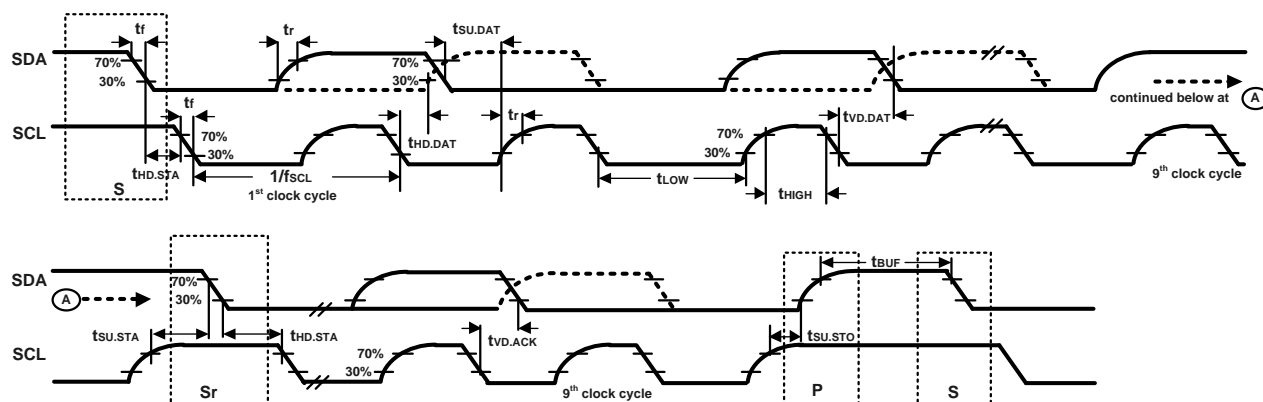 tf
tr
tSU.DAT
SDA
70%
30%
70%
30%
continued below at A
tf
tr
tVD.DAT
SCL
70%
30%
tHD.DAT
70%
30%
tHD.STA
1/fSCL
tLOW
9th clock cycle
S
1st clock cycle
tHIGH
tBUF
SDA
70%
A
30%
tSU.STA
tHD.STA
tVD.ACK
tSU.STO
SCL
70%
30%
Sr
9th clock cycle
P
S